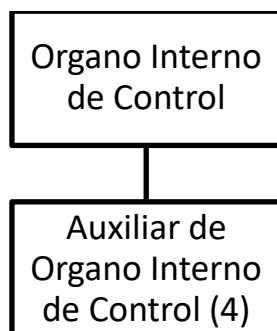 Organo Interno
de Control
Auxiliar de
Organo Interno
de Control (4)